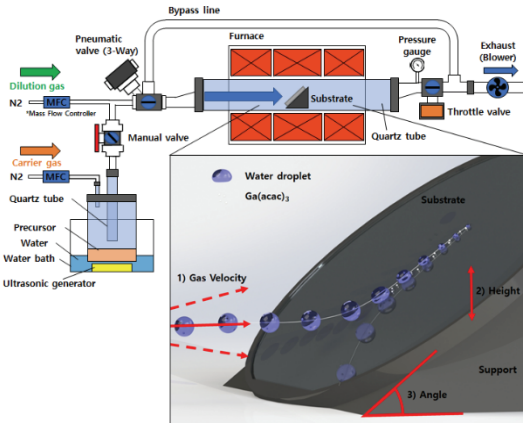 Bypass line
Pneumatic
valve (3-Way)
Furnace
Pressure
gauge
Exhaust
(Blower)
Dilution gas
N2
MFC
*Mass Flow Controller
Substrate
Throttle valve
Manual valve
Quartz tube
Carrier gas
N2
MFC
Quartz tube
Precursor
Water
Water bath
Ultrasonic generator
Water droplet
Ga(acac)₃
Substrate
1) Gas Velocity
2) Height
Support
3) Angle